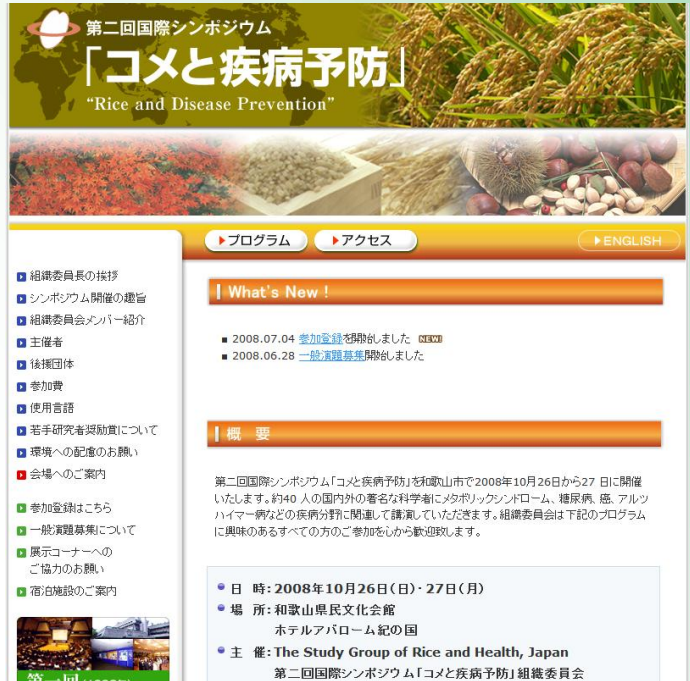 第二回国際シンポジウム
「コメと疾病予防」
“Rice and Disease Prevention”
プログラム
アクセス
ENGLISH
組織委員長の挨拶
シンポジウム開催の趣旨
組織委員会メンバー紹介
主催者
後援団体
参加費
使用言語
若手研究者奨励賞について
環境への配慮のお願い
会場へのご案内
参加登録はこちら
一般演題募集について
展示コーナーへの
ご協力のお願い
宿泊施設のご案内
What's New !
2008.07.04 参加登録を開始しました NEW!
2008.06.28 一般演題募集開始しました
概 要
第二回国際シンポジウム「コメと疾病予防」を和歌山市で2008年10月26日から27 日に開催
いたします。約40 人の国内外の著名な科学者にメタボリックシンドローム、糖尿病、癌、アルツ
ハイマー病などの疾病分野に関連して講演していただきます。組織委員会は下記のプログラム
に興味のあるすべての方のご参加を心から歓迎致します。
日 時:2008年10月26日(日)・27日(月)
場 所:和歌山県民文化会館
ホテルアバローム紀の国
主 催:The Study Group of Rice and Health, Japan
第二回国際シンポジウム「コメと疾病予防」組織委員会